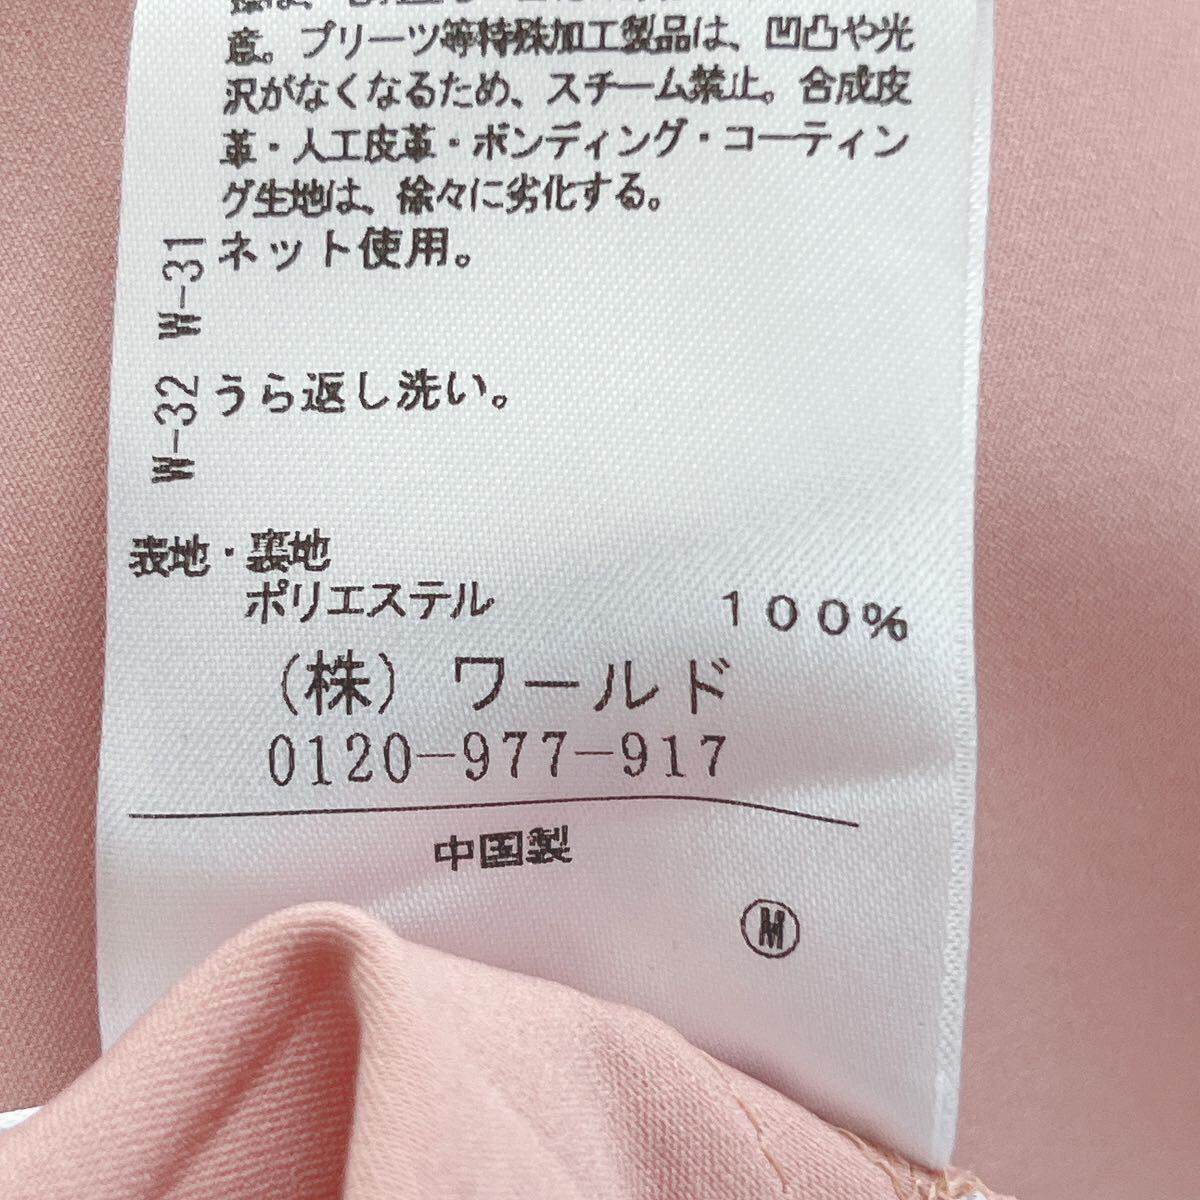 意。プリーツ等特殊加工製品は、凹凸や光
沢がなくなるため、スチーム禁止。合成皮
革・人工皮革・ボンディング・コーティン
グ生地は、徐々に劣化する。
W-31 ネット使用。
W-32 うら返し洗い。
表地・裏地
ポリエステル 100%
(株)ワールド
0120-977-917
中国製
M